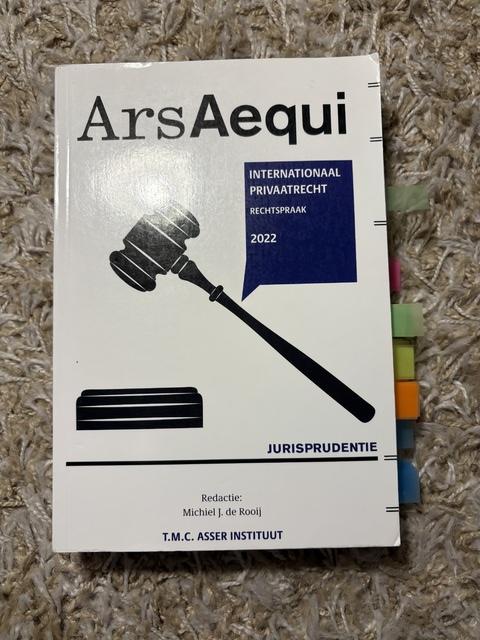 ArsAequi
INTERNATIONAAL
PRIVAATRECHT
RECHTSPRAAK
2022
JURISPRUDENTIE
Redactie:
Michiel J. de Rooij
T.M.C. ASSER INSTITUUT